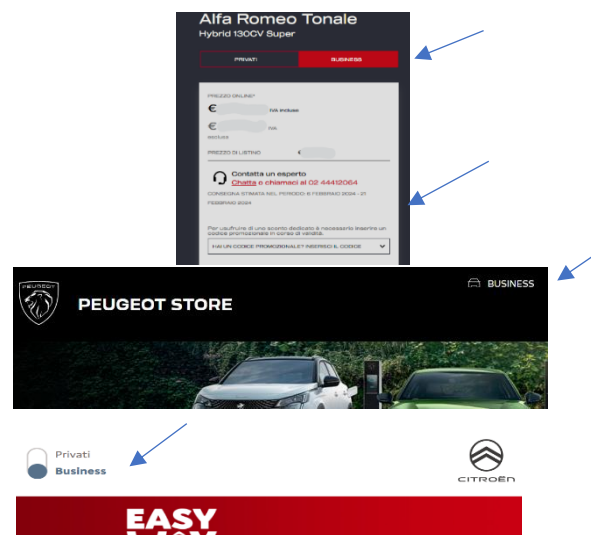 Alfa Romeo Tonale
Hybrid 130CV Super
PRIVATI
BUSINESS
PREZZO ONLINE*
€ IVA inclusa
€ IVA
esclusa
PREZZO DI LISTINO €
Contatta un esperto
Chatta o chiamaci al 02 44412064
CONSEGNA STIMATA NEL PERIODO: 6 FEBBRAIO 2024 - 21
FEBBRAIO 2024
Per usufruire di uno sconto dedicato è necessario inserire un
codice promozionale in corso di validità.
HAI UN CODICE PROMOZIONALE? INSERISCI IL CODICE
PEUGEOT
PEUGEOT STORE
BUSINESS
Privati
Business
CITROËN
EASY